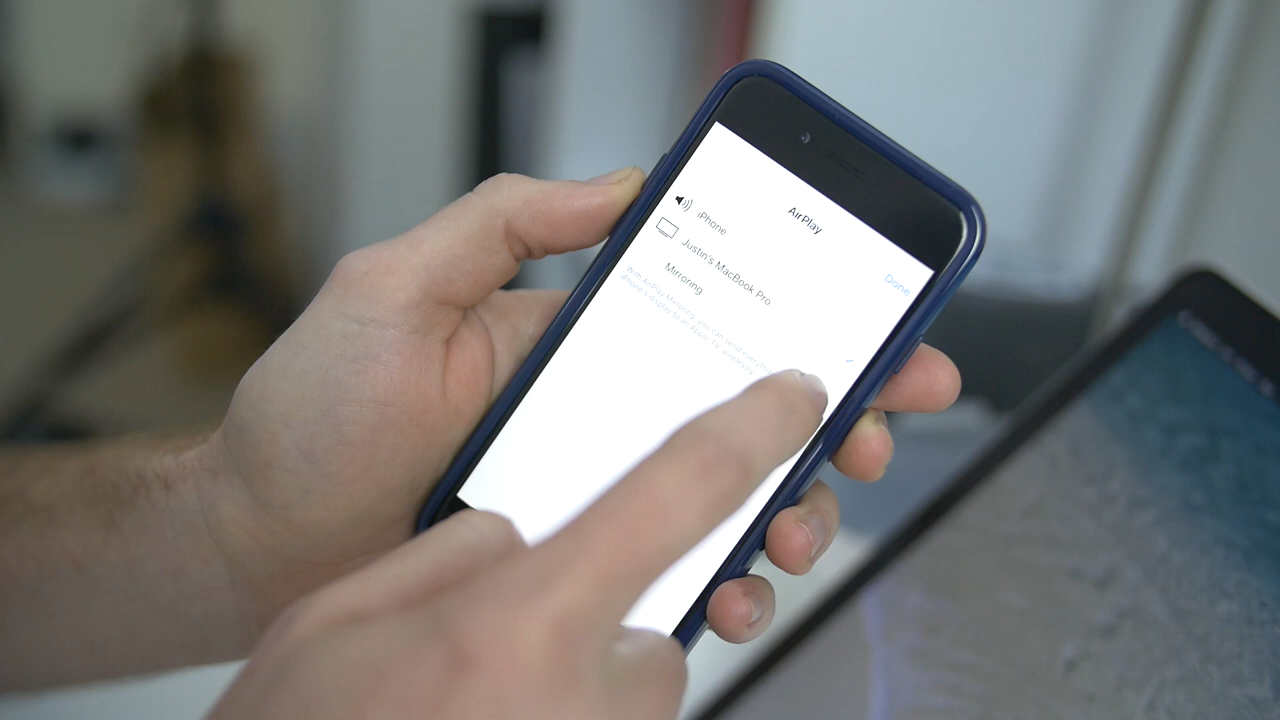 AirPlay
Done
iPhone
Justin's MacBook Pro
Mirroring
With AirPlay Mirroring, you can send everything
iPhone's display to an Apple TV, wirelessly.